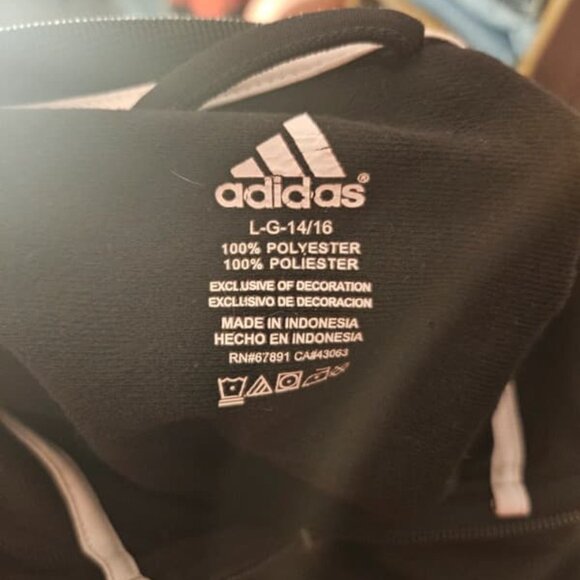 adidas®
L-G-14/16
100% POLYESTER
100% POLIESTER
EXCLUSIVE OF DECORATION
EXCLUSIVO DE DECORACION
MADE IN INDONESIA
HECHO EN INDONESIA
RN#67891 CA#43063